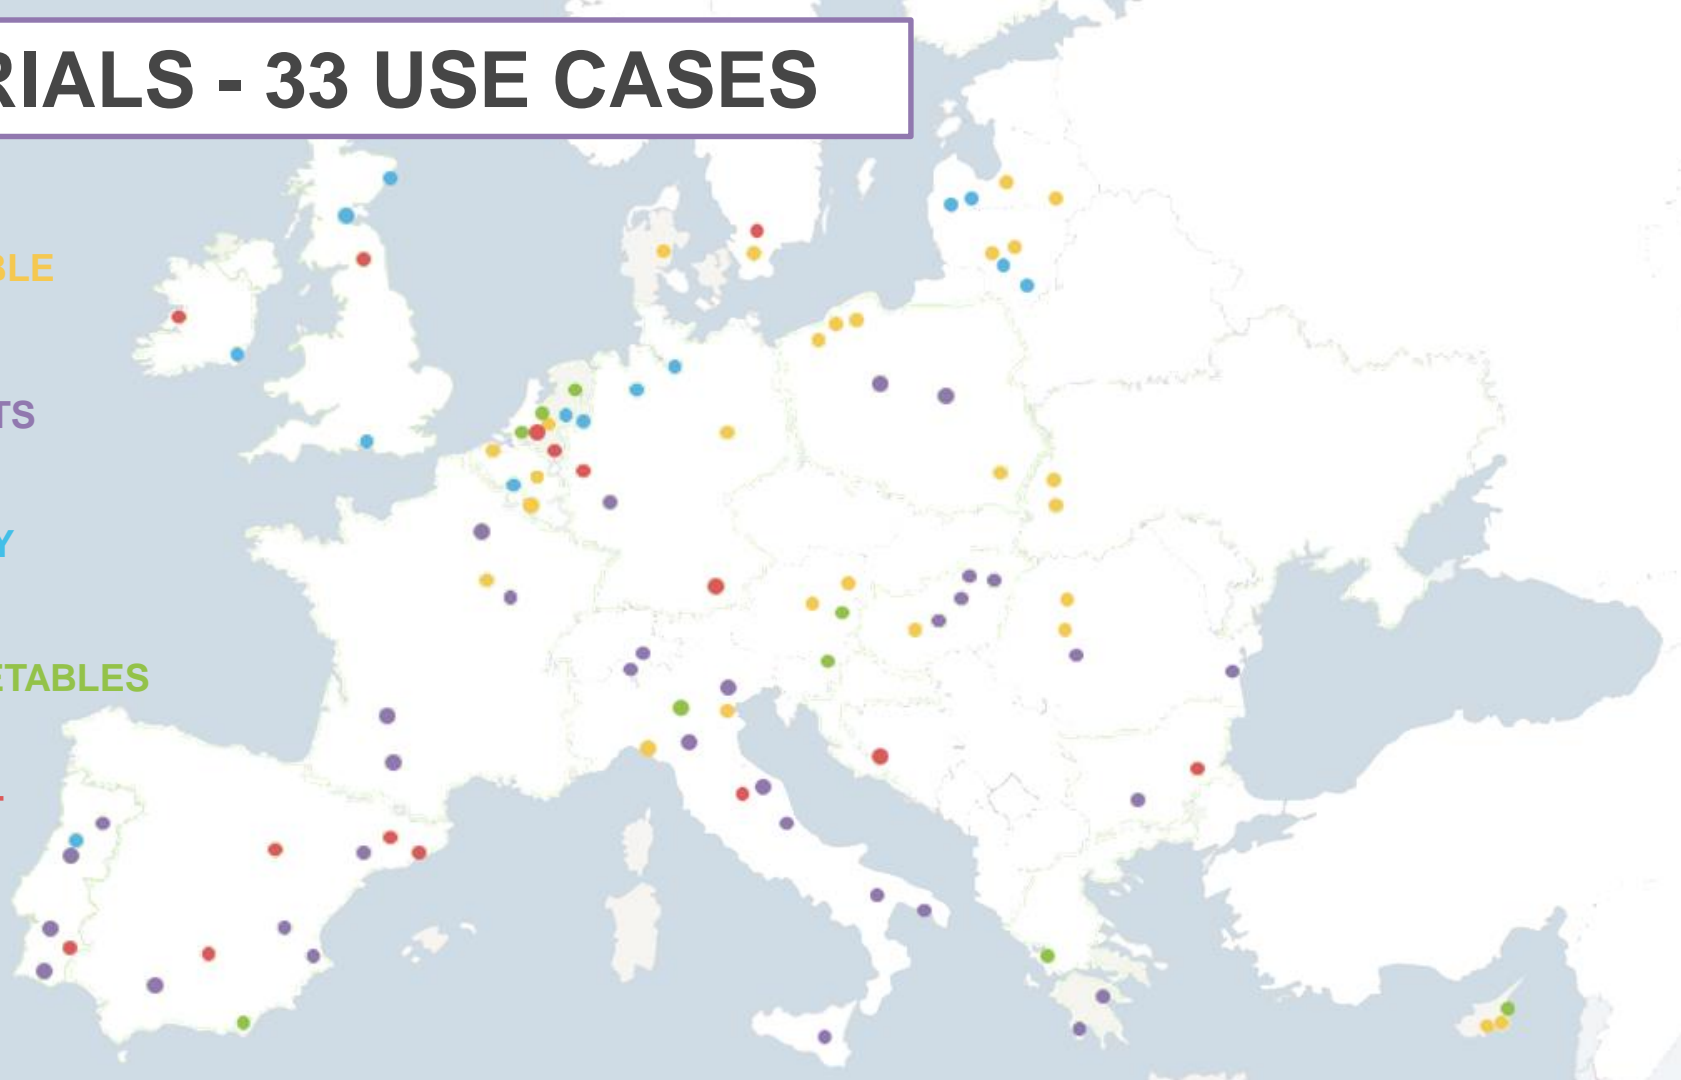 RIALS - 33 USE CASES
BLE
TS
Y
ETABLES